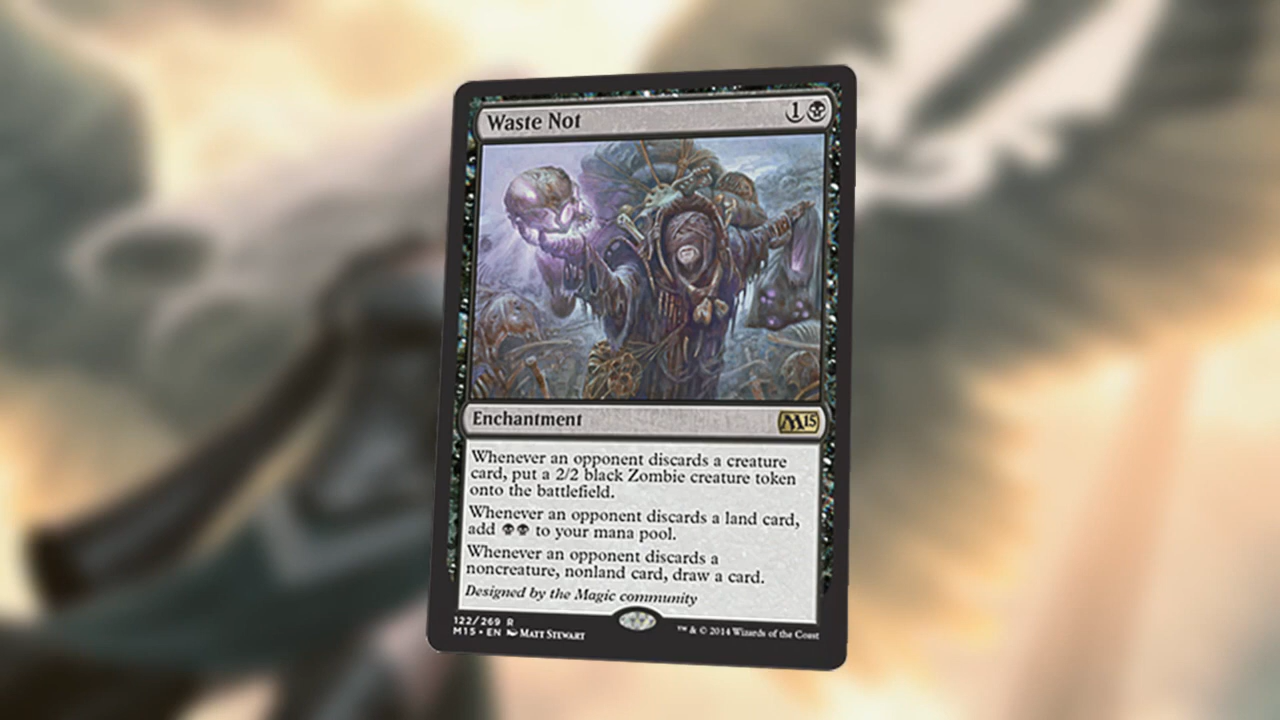 Waste Not 1
Enchantment M15
Whenever an opponent discards a creature
card, put a 2/2 black Zombie creature token
onto the battlefield.
Whenever an opponent discards a land card,
add to your mana pool.
Whenever an opponent discards a
noncreature, nonland card, draw a card.
Designed by the Magic community
122/269 R
M15 • EN Matt Stewart ™ & © 2014 Wizards of the Coast